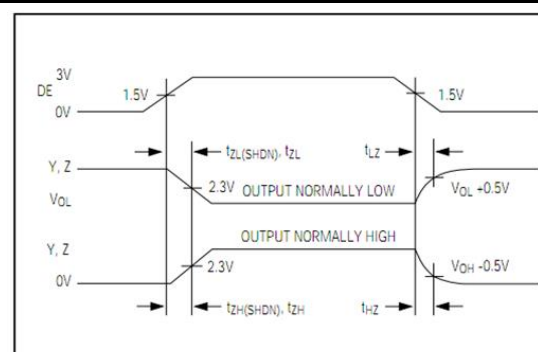 3V
DE
1.5V
1.5V
0V
tZL(SHDN), tZL
tLZ
Y, Z
2.3V
OUTPUT NORMALLY LOW
VOL +0.5V
VOL
OUTPUT NORMALLY HIGH
Y, Z
2.3V
VOH -0.5V
0V
tZH(SHDN), tZH
tHZ